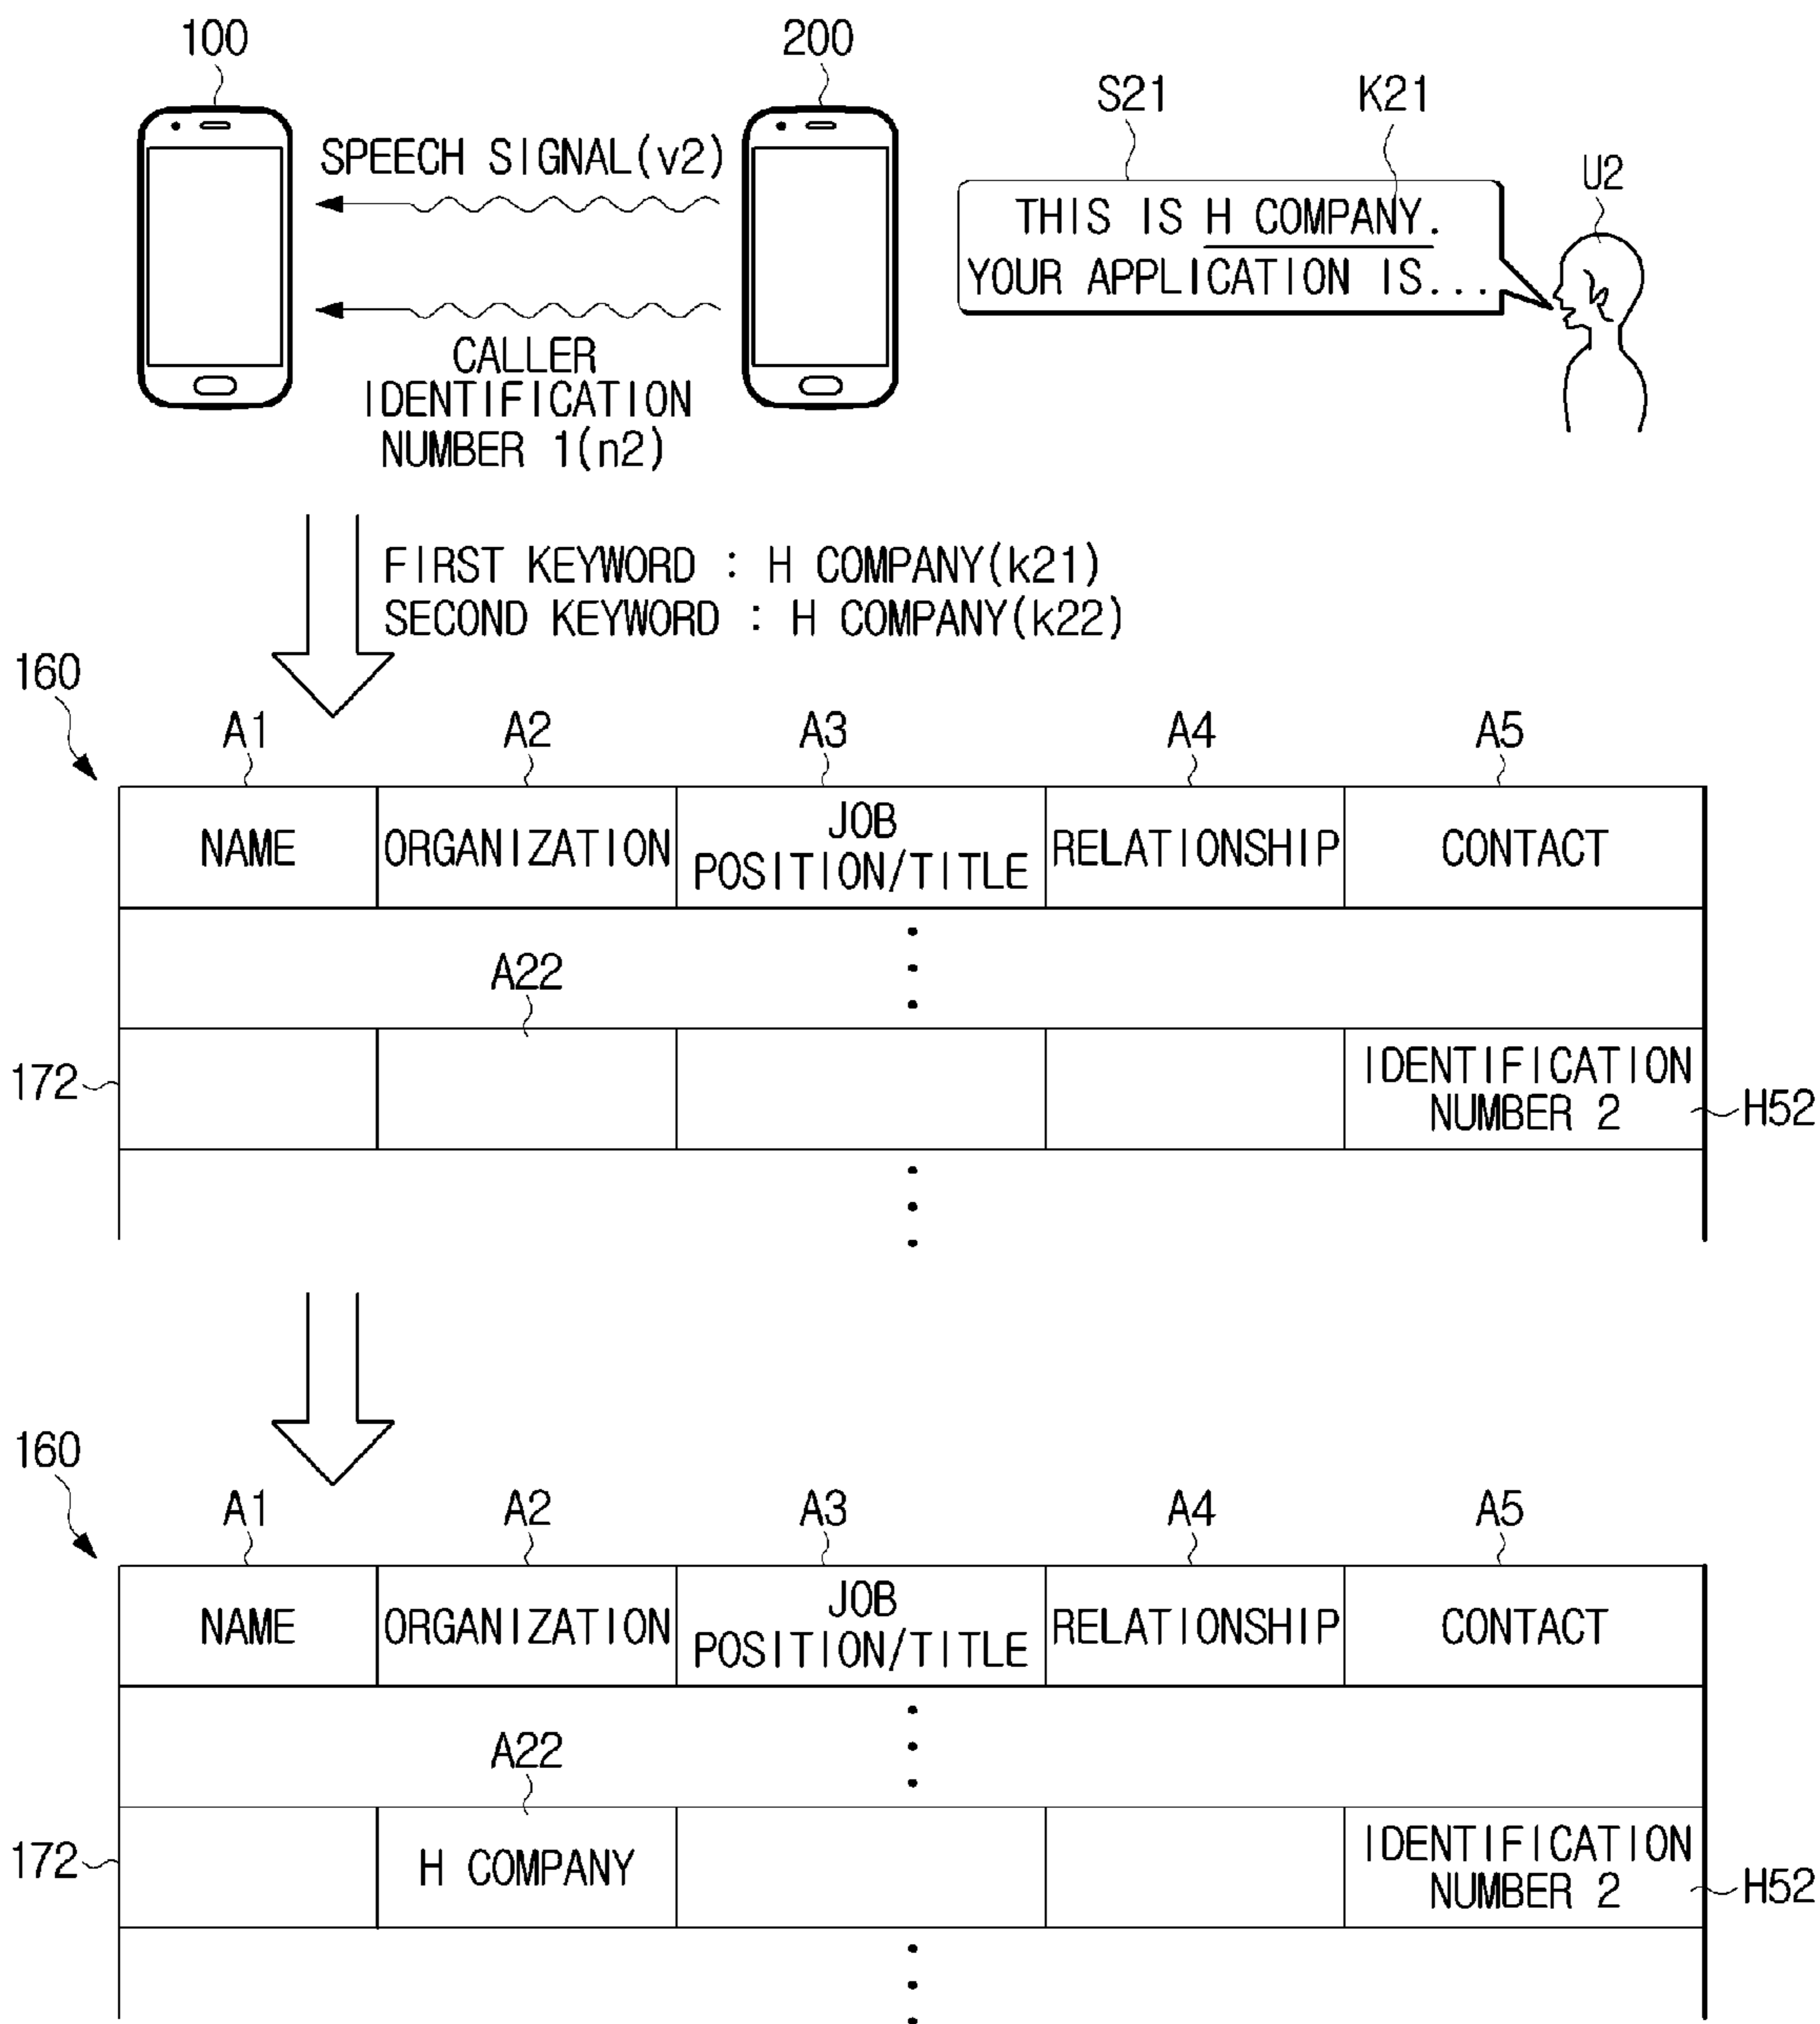 100
200
S21
K21
U2
SPEECH SIGNAL(v2)
THIS IS H COMPANY.
YOUR APPLICATION IS...
CALLER
IDENTIFICATION
NUMBER 1(n2)
FIRST KEYWORD : H COMPANY(k21)
SECOND KEYWORD : H COMPANY(k22)
160
A1
A2
A3
A4
A5
NAME
ORGANIZATION
JOB
POSITION/TITLE
RELATIONSHIP
CONTACT
A22
172
IDENTIFICATION
NUMBER 2
H52
160
A1
A2
A3
A4
A5
NAME
ORGANIZATION
JOB
POSITION/TITLE
RELATIONSHIP
CONTACT
A22
172
H COMPANY
IDENTIFICATION
NUMBER 2
H52